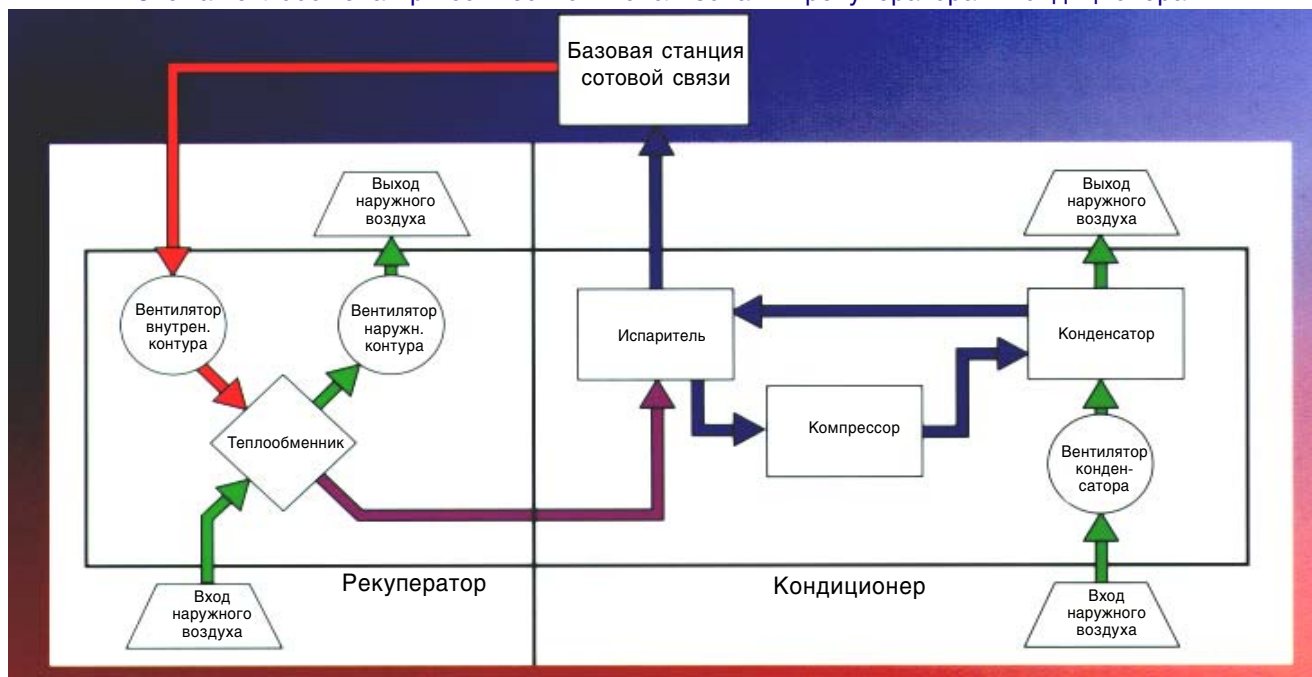 Базовая станция
сотовой связи
Выход
наружного
воздуха
Выход
наружного
воздуха
Вентилятор
внутрен.
контура
Вентилятор
наружн.
контура
Испаритель
Конденсатор
Теплообменник
Компрессор
Вентилятор
конден-
сатора
Рекуператор
Кондиционер
Вход
наружного
воздуха
Вход
наружного
воздуха